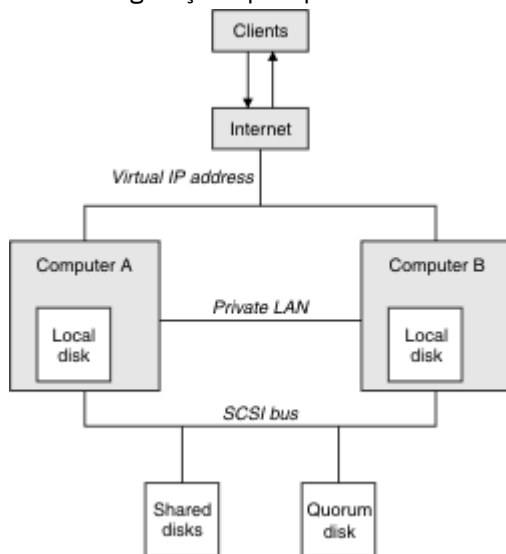 Clients
Internet
Virtual IP address
Computer A
Computer B
Private LAN
Local
disk
Local
disk
SCSI bus
Shared
disks
Quorum
disk